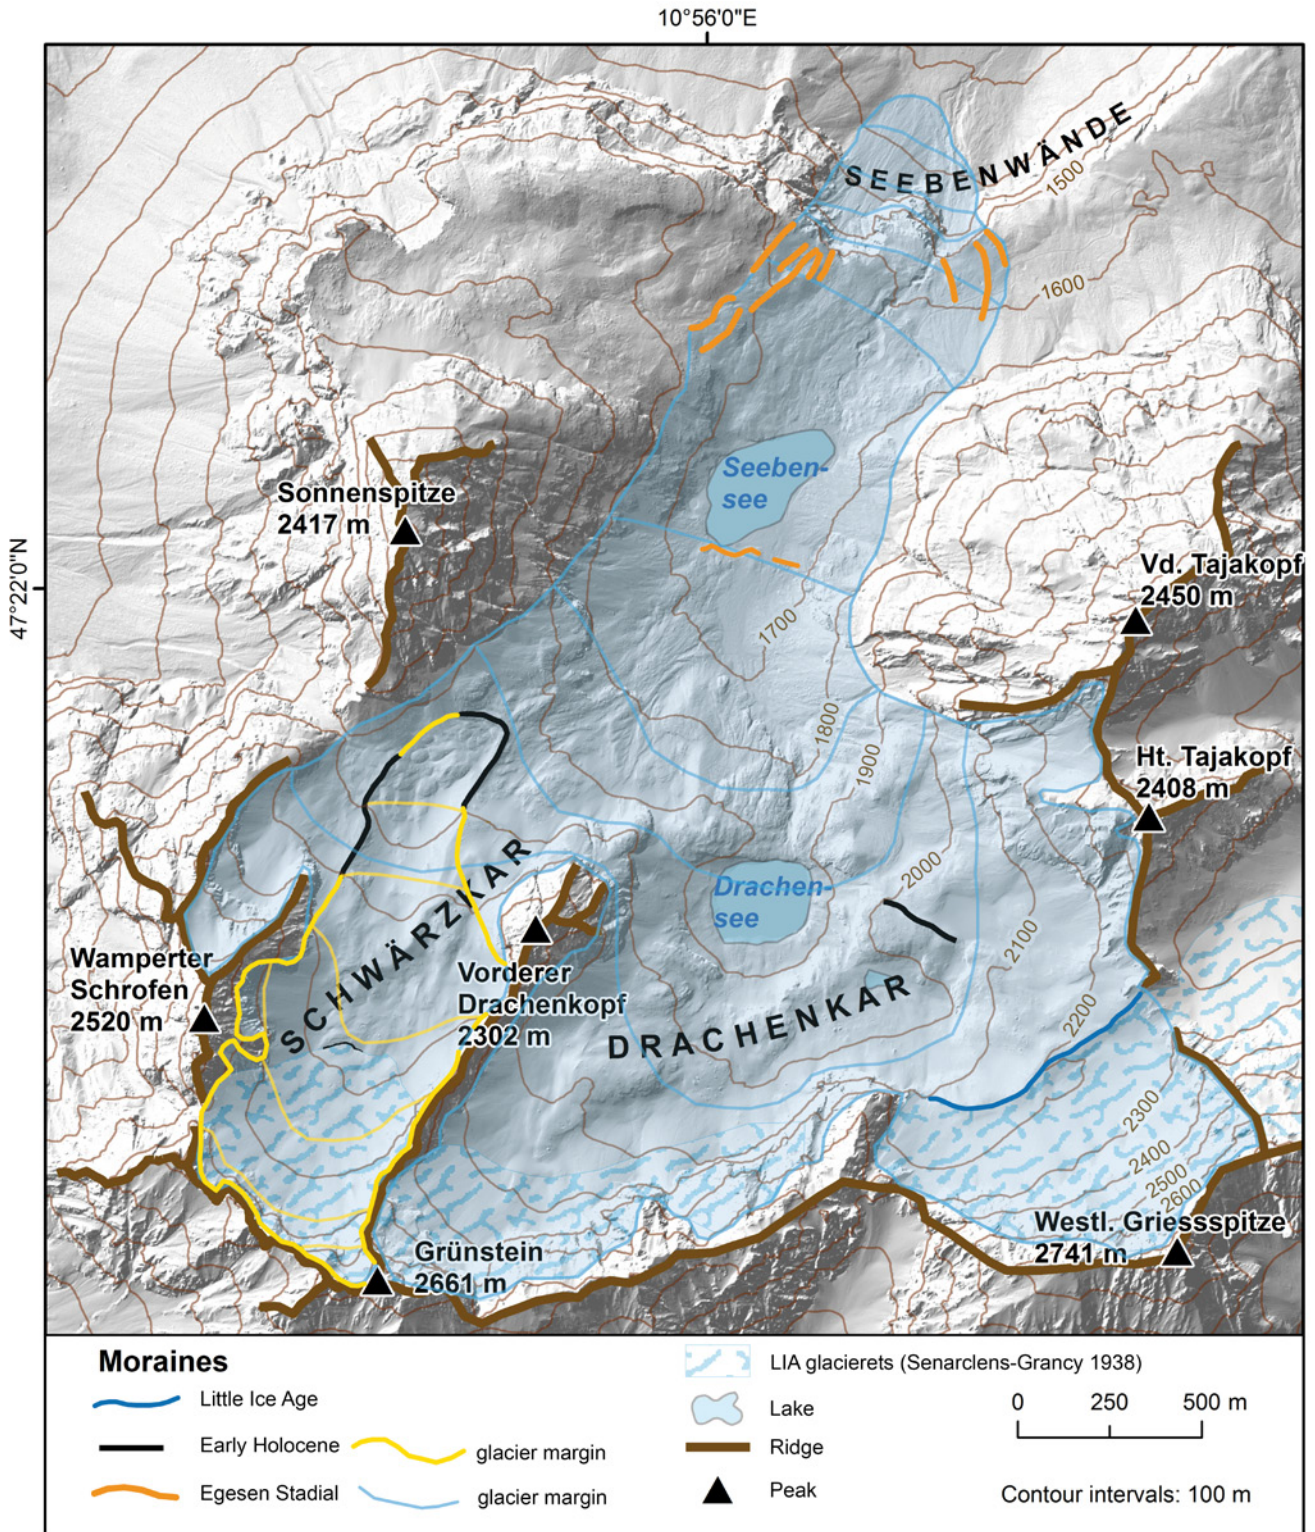 10°56'0"E
SEEBENWÄNDE
1500
1600
Seeben-
see
Sonnenspitze
2417 m
47°22'0"N
Vd. Tajakopf
2450 m
1700
1800
1900
Ht. Tajakopf
2408 m
2000
SCHWÄRZKAR
Drachen-
see
2100
Wamperter
Schrofen
2520 m
Vorderer
Drachenkopf
2302 m
DRACHENKAR
2200
2300
2400
2500
2600
Grünstein
2661 m
Westl. Griessspitze
2741 m
Moraines
Little Ice Age
Early Holocene
glacier margin
Egesen Stadial
glacier margin
LIA glacierets (Senarclens-Grancy 1938)
Lake
Ridge
Peak
0 250 500 m
Contour intervals: 100 m